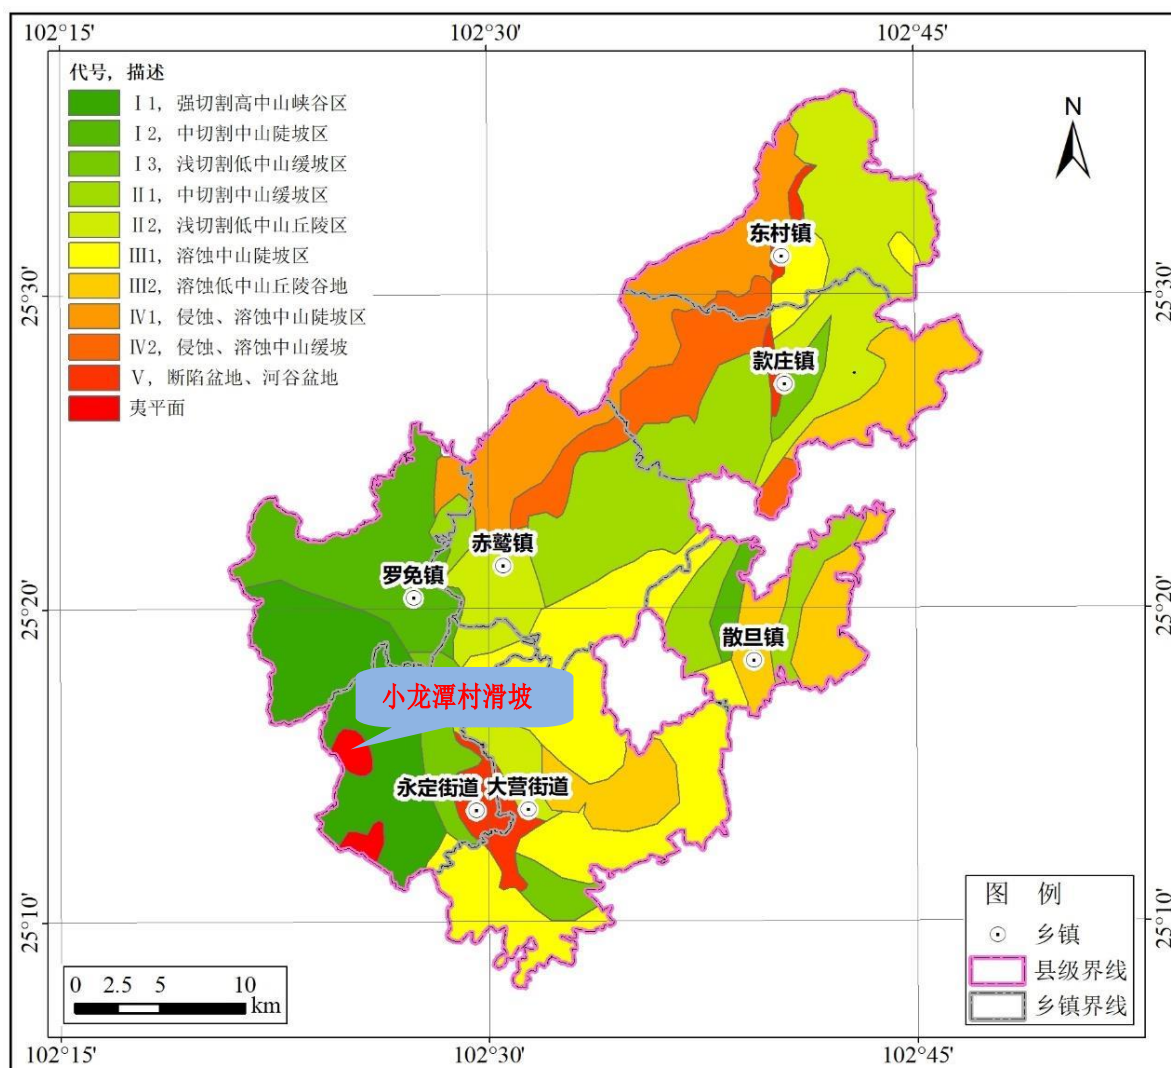 102°15' 102°30' 102°45'
代号，描述
Ⅰ1，强切割高中山峡谷区
Ⅰ2，中切割中山陡坡区
Ⅰ3，浅切割低中山缓坡区
Ⅱ1，中切割中山缓坡区
Ⅱ2，浅切割低中山丘陵区
Ⅲ1，溶蚀中山陡坡区
Ⅲ2，溶蚀低中山丘陵谷地
Ⅳ1，侵蚀、溶蚀中山陡坡区
Ⅳ2，侵蚀、溶蚀中山缓坡
Ⅴ，断陷盆地、河谷盆地
夷平面
N
东村镇
25°30' 25°30'
款庄镇
赤鹫镇
罗免镇
25°20' 25°20'
散旦镇
小龙潭村滑坡
永定街道 大营街道
25°10' 25°10'
图 例
乡镇
县级界线
乡镇界线
0 2.5 5 10
km
102°15' 102°30' 102°45'